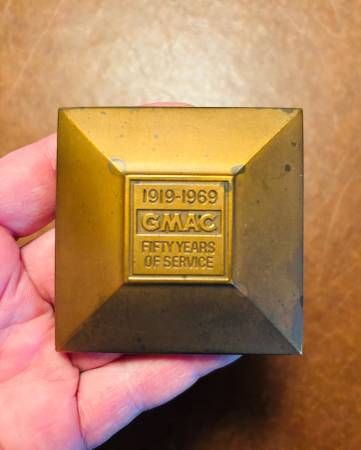 1919-1969
GMAC
FIFTY YEARS
OF SERVICE